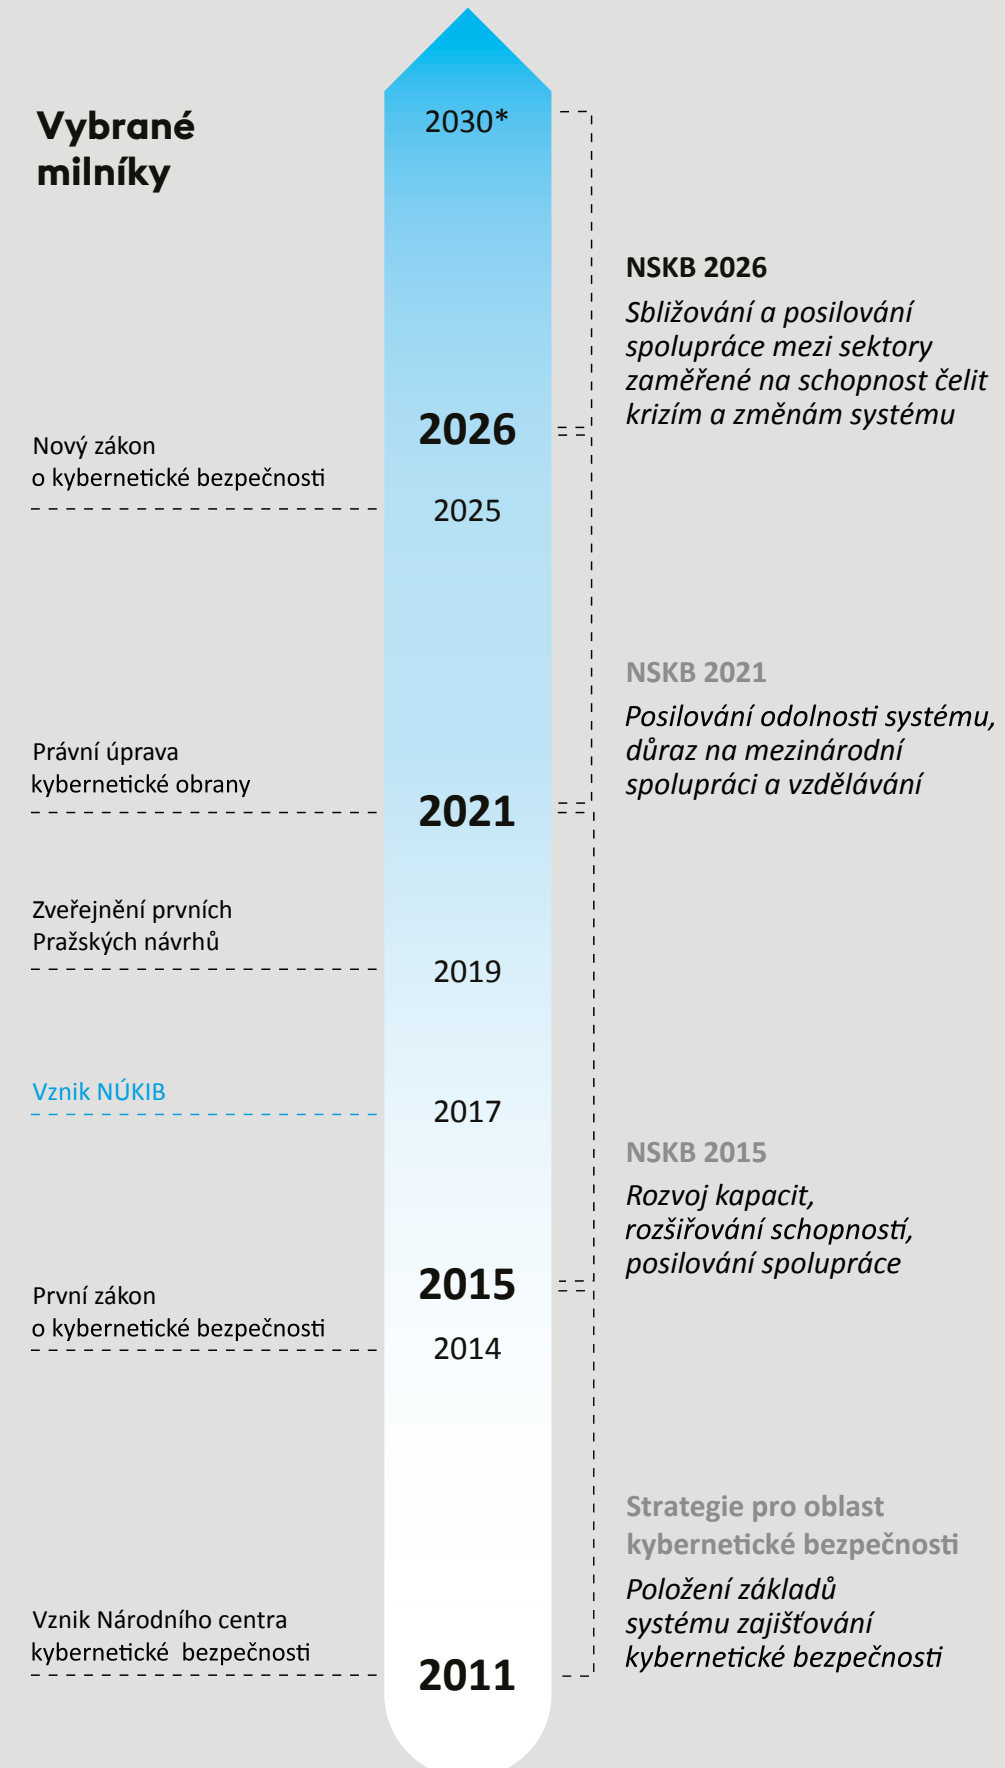 Vybrané
milníky
2030*
NSKB 2026
Sbližování a posilování
spolupráce mezi sektory
zaměřené na schopnost čelit
krizím a změnám systému
2026
Nový zákon
o kybernetické bezpečnosti
2025
NSKB 2021
Posilování odolnosti systému,
důraz na mezinárodní
spolupráci a vzdělávání
Právní úprava
kybernetické obrany
2021
Zveřejnění prvních
Pražských návrhů
2019
Vznik NÚKIB
2017
NSKB 2015
Rozvoj kapacit,
rozšiřování schopností,
posilování spolupráce
2015
První zákon
o kybernetické bezpečnosti
2014
Strategie pro oblast
kybernetické bezpečnosti
Položení základů
systému zajišťování
kybernetické bezpečnosti
Vznik Národního centra
kybernetické  bezpečnosti
2011